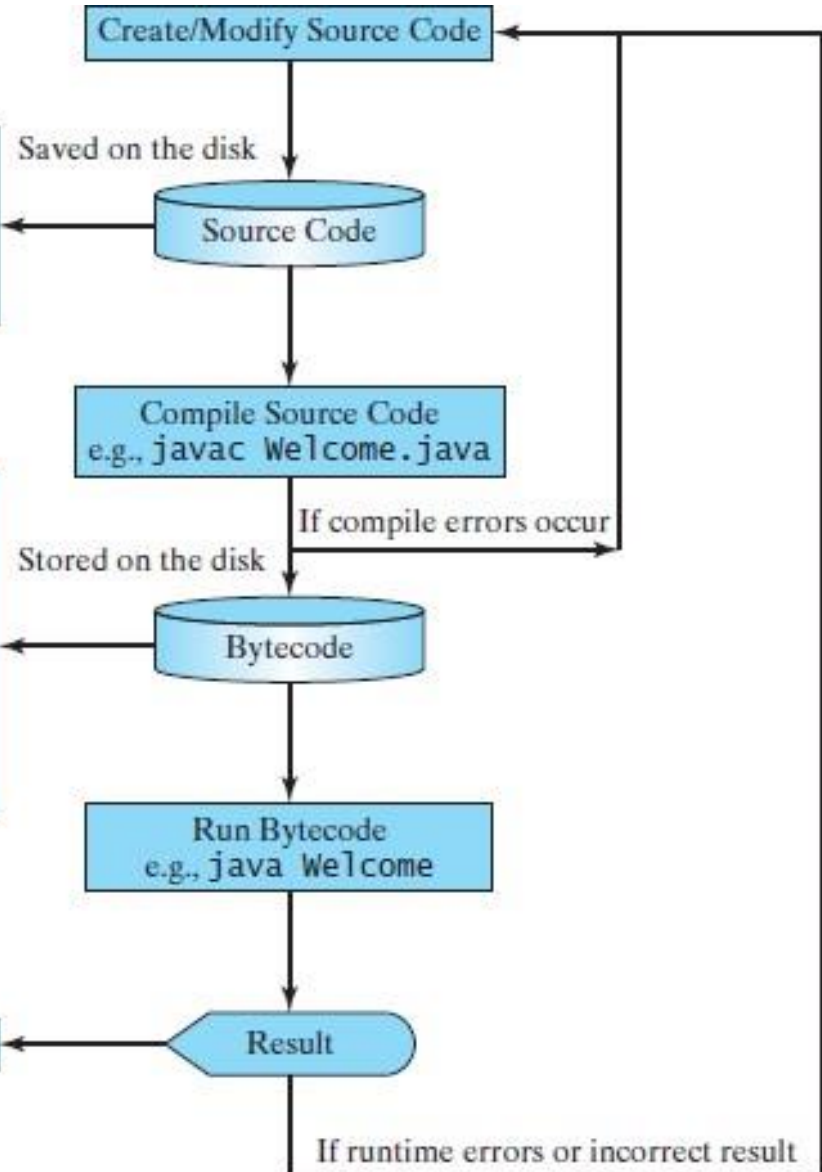 Create/Modify Source Code
Saved on the disk
Source Code
Compile Source Code
e.g., javac Welcome.java
If compile errors occur
Stored on the disk
Bytecode
Run Bytecode
e.g., java Welcome
Result
If runtime errors or incorrect result